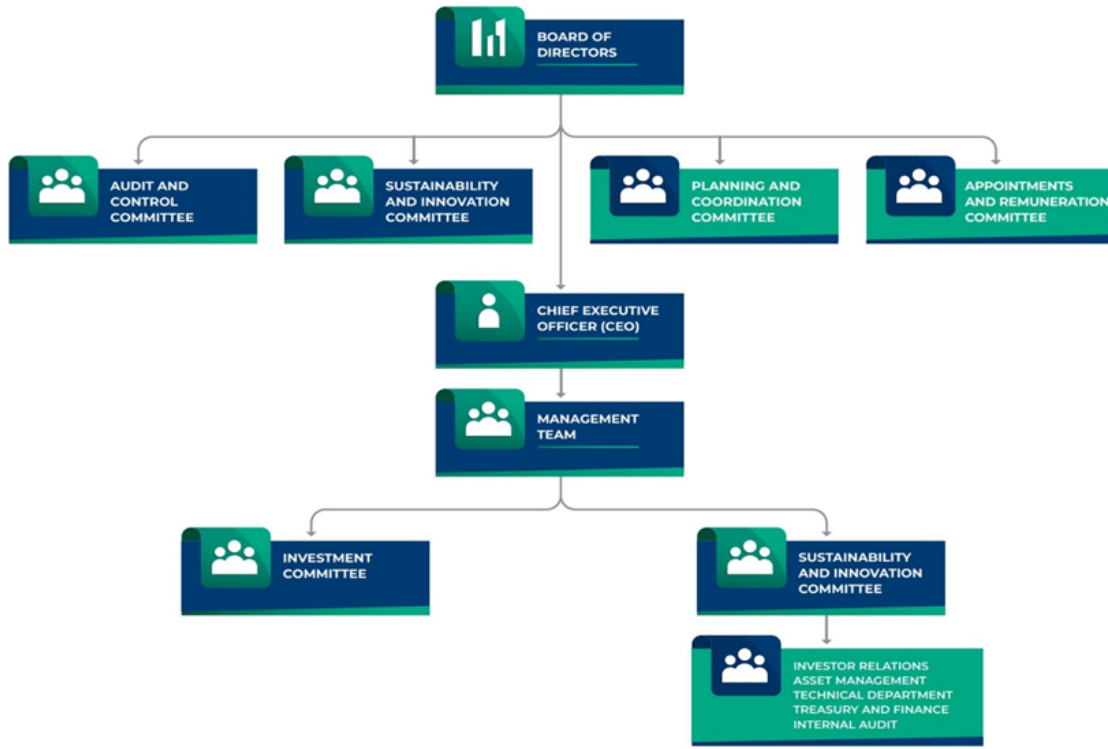 BOARD OF
DIRECTORS
AUDIT AND
CONTROL
COMMITTEE
SUSTAINABILITY
AND INNOVATION
COMMITTEE
PLANNING AND
COORDINATION
COMMITTEE
APPOINTMENTS
AND REMUNERATION
COMMITTEE
CHIEF EXECUTIVE
OFFICER (CEO)
MANAGEMENT
TEAM
INVESTMENT
COMMITTEE
SUSTAINABILITY
AND INNOVATION
COMMITTEE
INVESTOR RELATIONS
ASSET MANAGEMENT
TECHNICAL DEPARTMENT
TREASURY AND FINANCE
INTERNAL AUDIT